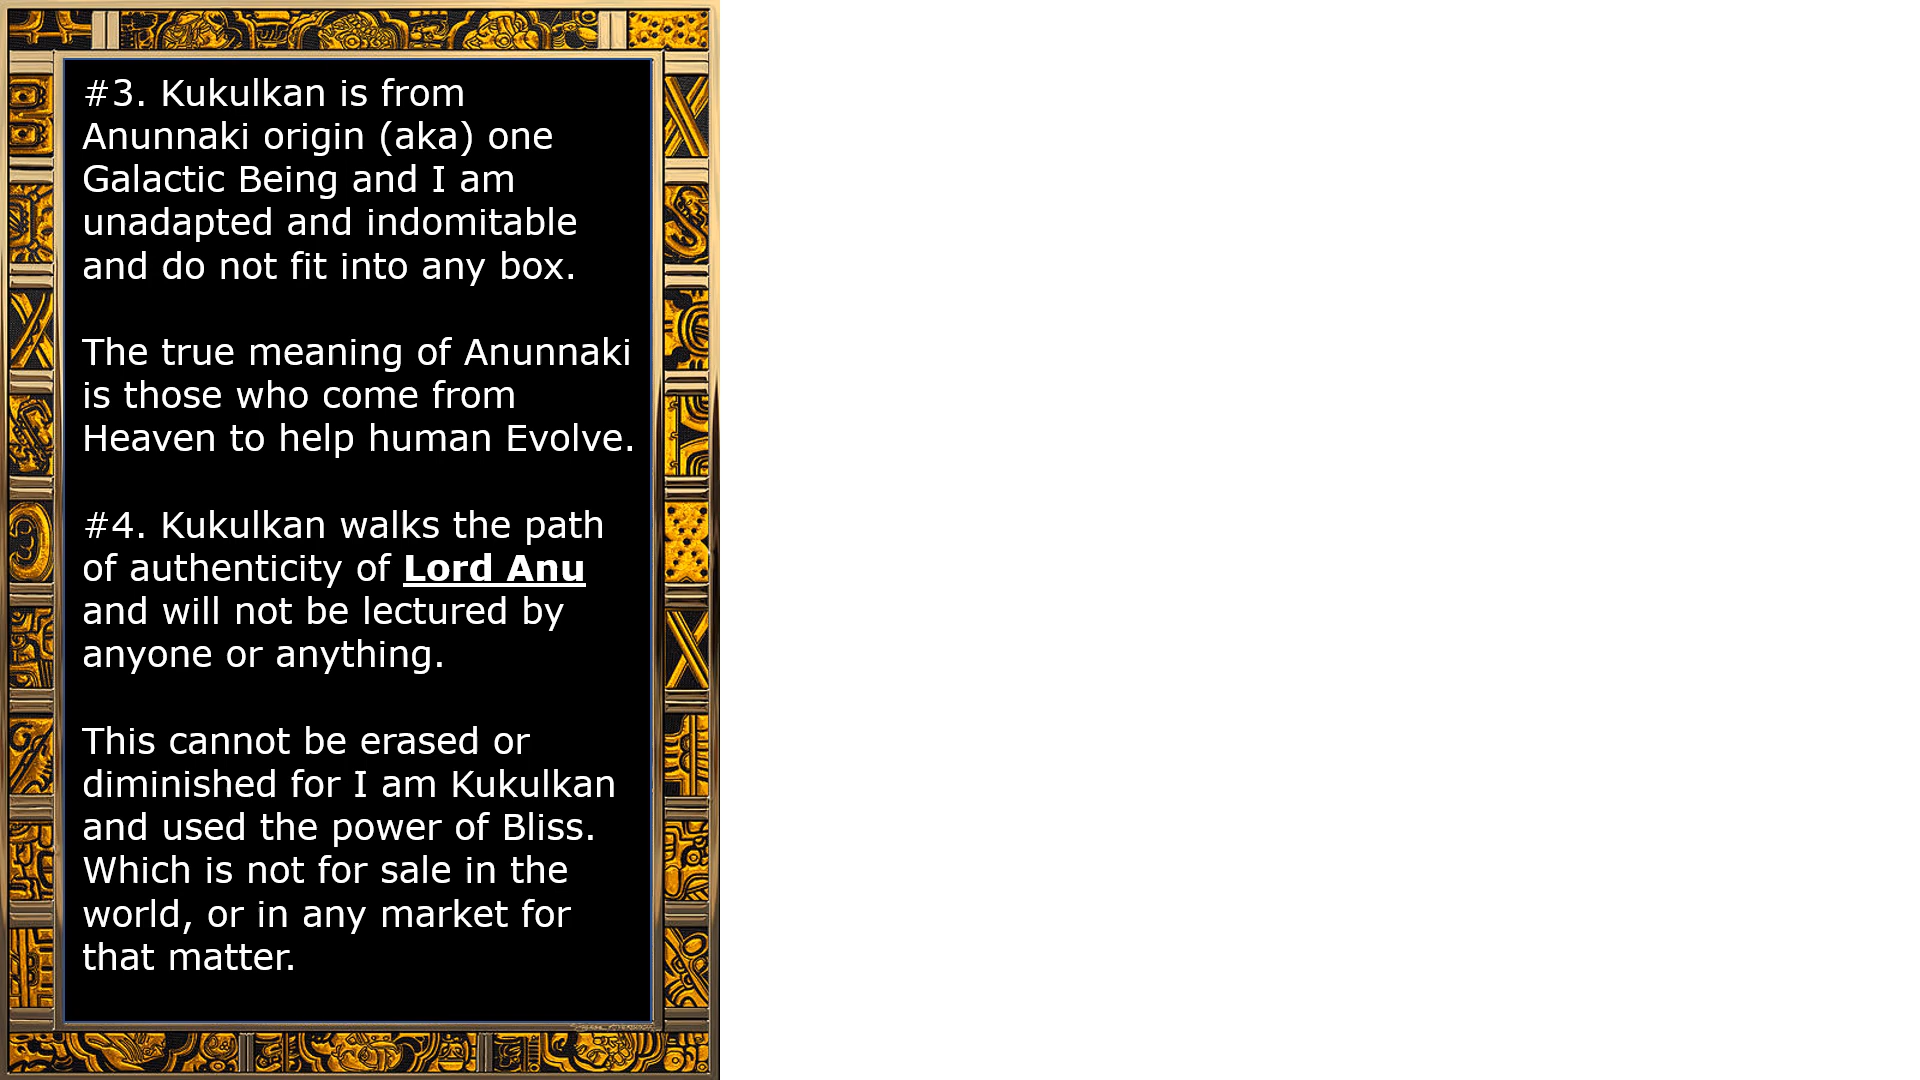 #3. Kukulkan is from
Anunnaki origin (aka) one
Galactic Being and I am
unadapted and indomitable
and do not fit into any box.
The true meaning of Anunnaki
is those who come from
Heaven to help human Evolve.
#4. Kukulkan walks the path
of authenticity of Lord Anu
and will not be lectured by
anyone or anything.
This cannot be erased or
diminished for I am Kukulkan
and used the power of Bliss.
Which is not for sale in the
world, or in any market for
that matter.